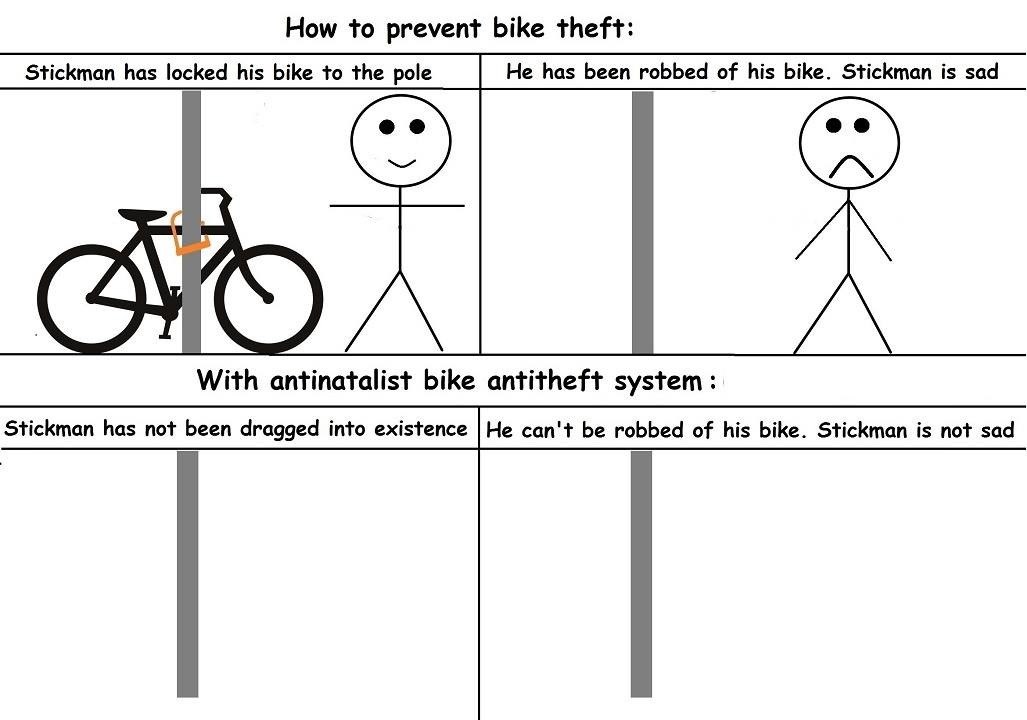 How to prevent bike theft:
Stickman has locked his bike to the pole
He has been robbed of his bike. Stickman is sad
With antinatalist bike antitheft system :
Stickman has not been dragged into existence
He can't be robbed of his bike. Stickman is not sad